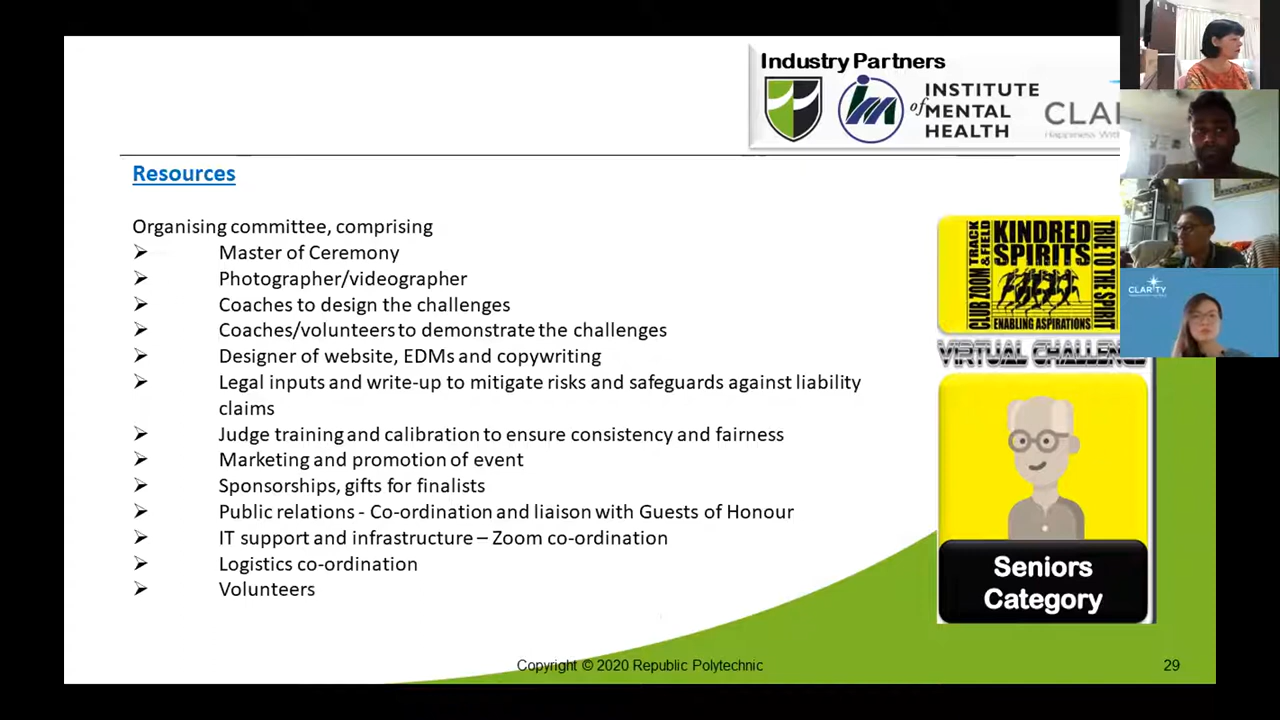 Industry Partners
INSTITUTE
of MENTAL
HEALTH
CLA
Happiness Wit
Resources
Organising committee, comprising
➢ Master of Ceremony
➢ Photographer/videographer
➢ Coaches to design the challenges
➢ Coaches/volunteers to demonstrate the challenges
➢ Designer of website, EDMs and copywriting
➢ Legal inputs and write-up to mitigate risks and safeguards against liability
claims
➢ Judge training and calibration to ensure consistency and fairness
➢ Marketing and promotion of event
➢ Sponsorships, gifts for finalists
➢ Public relations - Co-ordination and liaison with Guests of Honour
➢ IT support and infrastructure – Zoom co-ordination
➢ Logistics co-ordination
➢ Volunteers
CLUB ZOOM TRACK & FIELD
KINDRED
SPIRITS
TRUE TO THE SPIRIT
ENABLING ASPIRATIONS
VIRTUAL CHALLENGE
Seniors
Category
CLARITY
Copyright © 2020 Republic Polytechnic
29